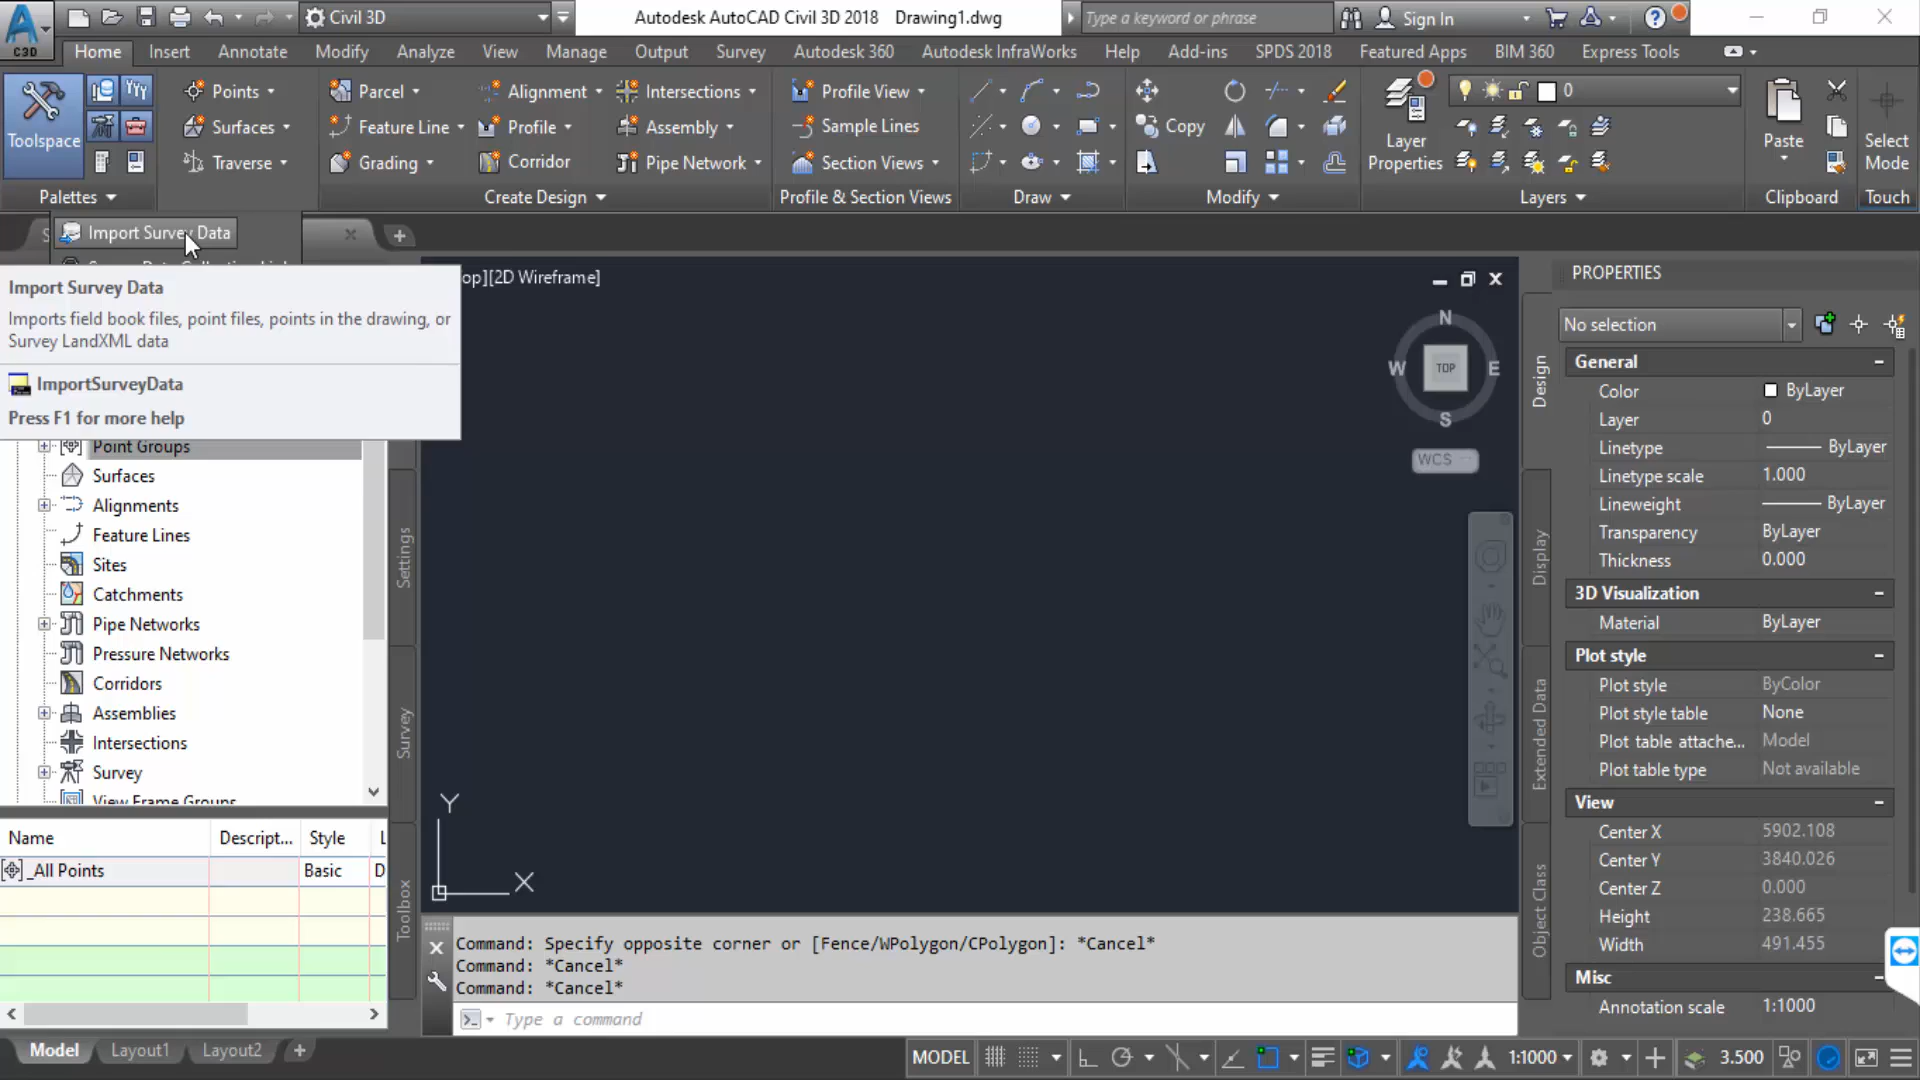 Civil 3D
Autodesk AutoCAD Civil 3D 2018 Drawing1.dwg
Type a keyword or phrase
Sign In
C3D
Home Insert Annotate Modify Analyze View Manage Output Survey Autodesk 360 Autodesk InfraWorks Help Add-ins SPDS 2018 Featured Apps BIM 360 Express Tools
Toolspace
Points
Surfaces
Traverse
Parcel
Feature Line
Grading
Alignment
Profile
Corridor
Intersections
Assembly
Pipe Network
Profile View
Sample Lines
Section Views
Copy
Layer
Properties
0
Paste
Select
Mode
Palettes
Create Design
Profile & Section Views
Draw
Modify
Layers
Clipboard
Touch
Import Survey Data
Import Survey Data
Imports field book files, point files, points in the drawing, or
Survey LandXML data
ImportSurveyData
Press F1 for more help
Point Groups
Surfaces
Alignments
Feature Lines
Sites
Catchments
Pipe Networks
Pressure Networks
Corridors
Assemblies
Intersections
Survey
View Frame Groups
Settings
Survey
Toolbox
Name Descript... Style
_All Points Basic D
op][2D Wireframe]
N
W TOP E
S
WCS
Y
X
Command: Specify opposite corner or [Fence/WPolygon/CPolygon]: *Cancel*
Command: *Cancel*
Command: *Cancel*
Type a command
Design
Display
Extended Data
Object Class
PROPERTIES
No selection
General
Color ByLayer
Layer 0
Linetype ByLayer
Linetype scale 1.000
Lineweight ByLayer
Transparency ByLayer
Thickness 0.000
3D Visualization
Material ByLayer
Plot style
Plot style ByColor
Plot style table None
Plot table attache... Model
Plot table type Not available
View
Center X 5902.108
Center Y 3840.026
Center Z 0.000
Height 238.665
Width 491.455
Misc
Annotation scale 1:1000
Model Layout1 Layout2
MODEL 1:1000 3.500